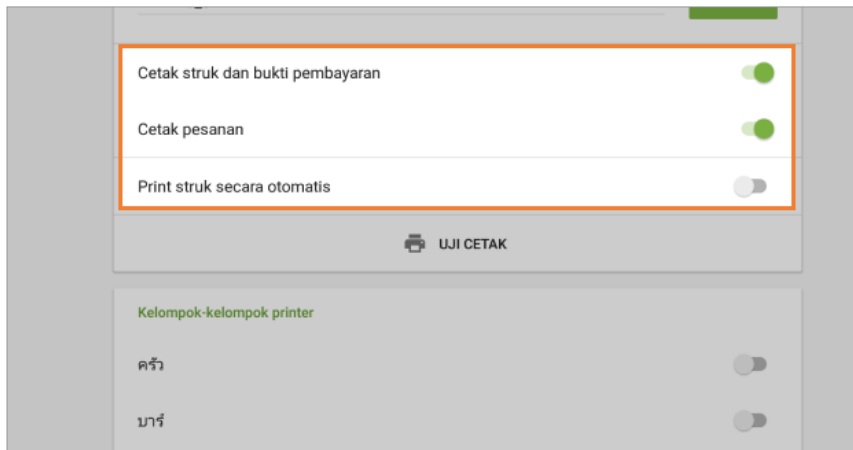 Cetak struk dan bukti pembayaran
Cetak pesanan
Print struk secara otomatis
UJI CETAK
Kelompok-kelompok printer
ครัว
บาร์